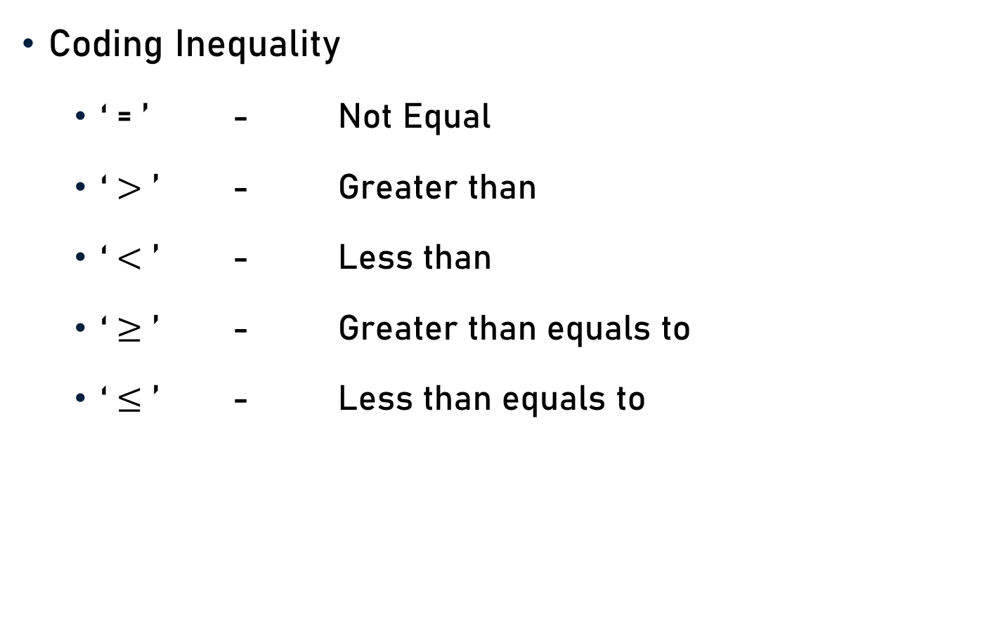 • Coding Inequality
• ‘ = ’ - Not Equal
• ‘ > ’ - Greater than
• ‘ < ’ - Less than
• ‘ ≥ ’ - Greater than equals to
• ‘ ≤ ’ - Less than equals to